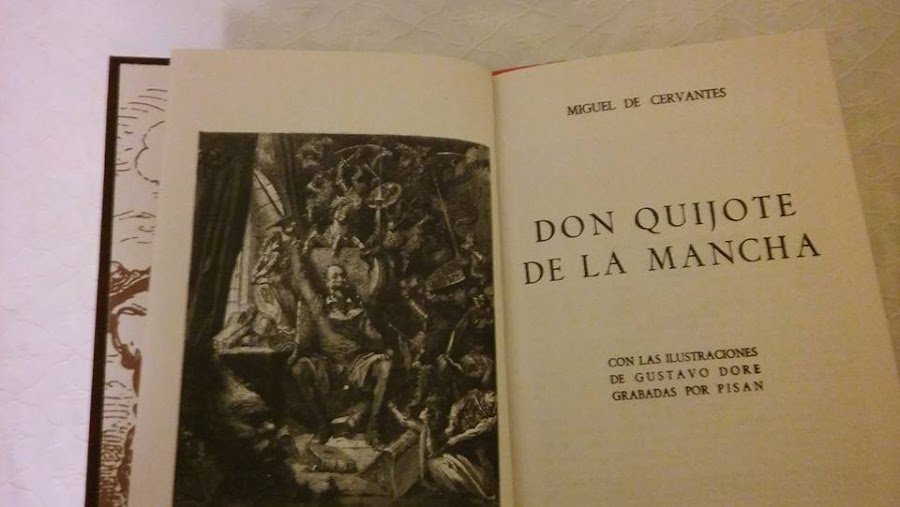 MIGUEL DE CERVANTES
DON QUIJOTE
DE LA MANCHA
CON LAS ILUSTRACIONES
DE GUSTAVO DORE
GRABADAS POR PISAN